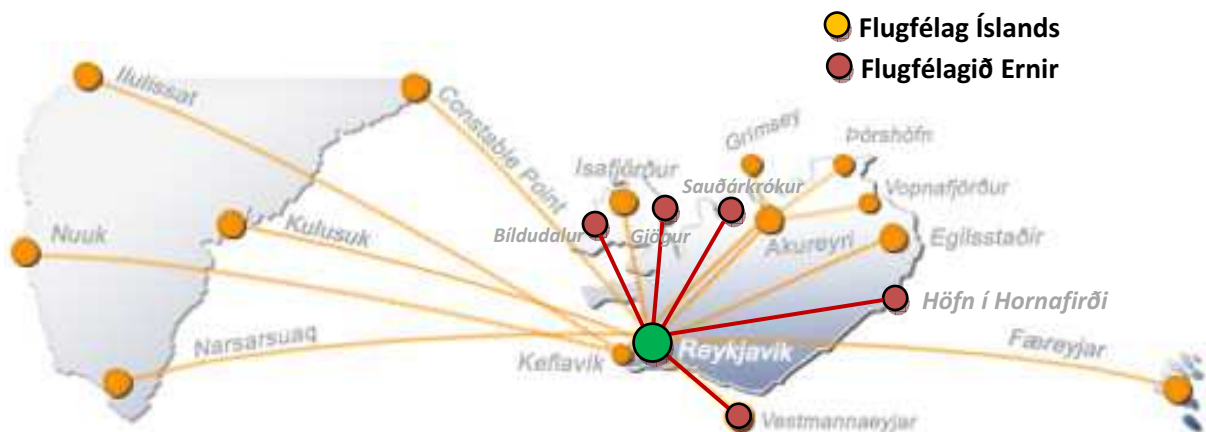 Flugfélag Íslands
Flugfélagið Ernir
Ilulissat
Constable Point
Grímsey
Þórshöfn
Ísafjörður
Sauðárkrókur
Vopnafjörður
Nuuk
Kulusuk
Bíldudalur
Gjögur
Akureyri
Egilsstaðir
Höfn í Hornafirði
Narsarsuaq
Keflavík
Reykjavík
Færeyjar
Vestmannaeyjar